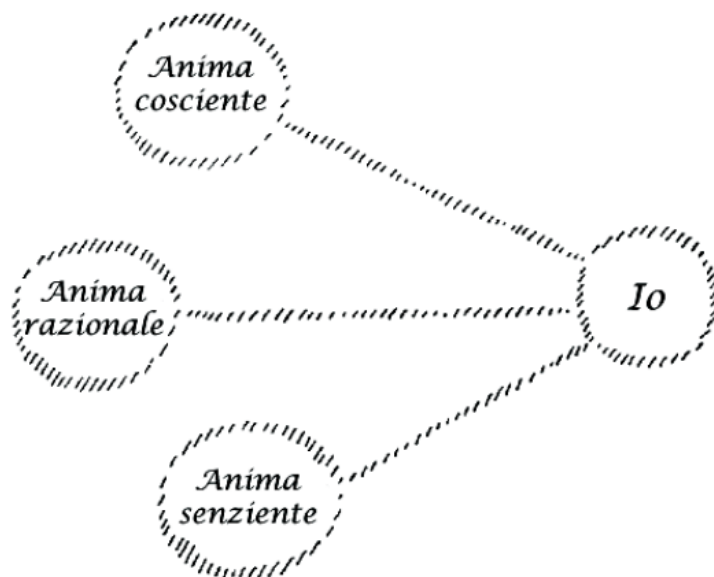 Anima
cosciente
Anima
razionale
Io
Anima
senziente